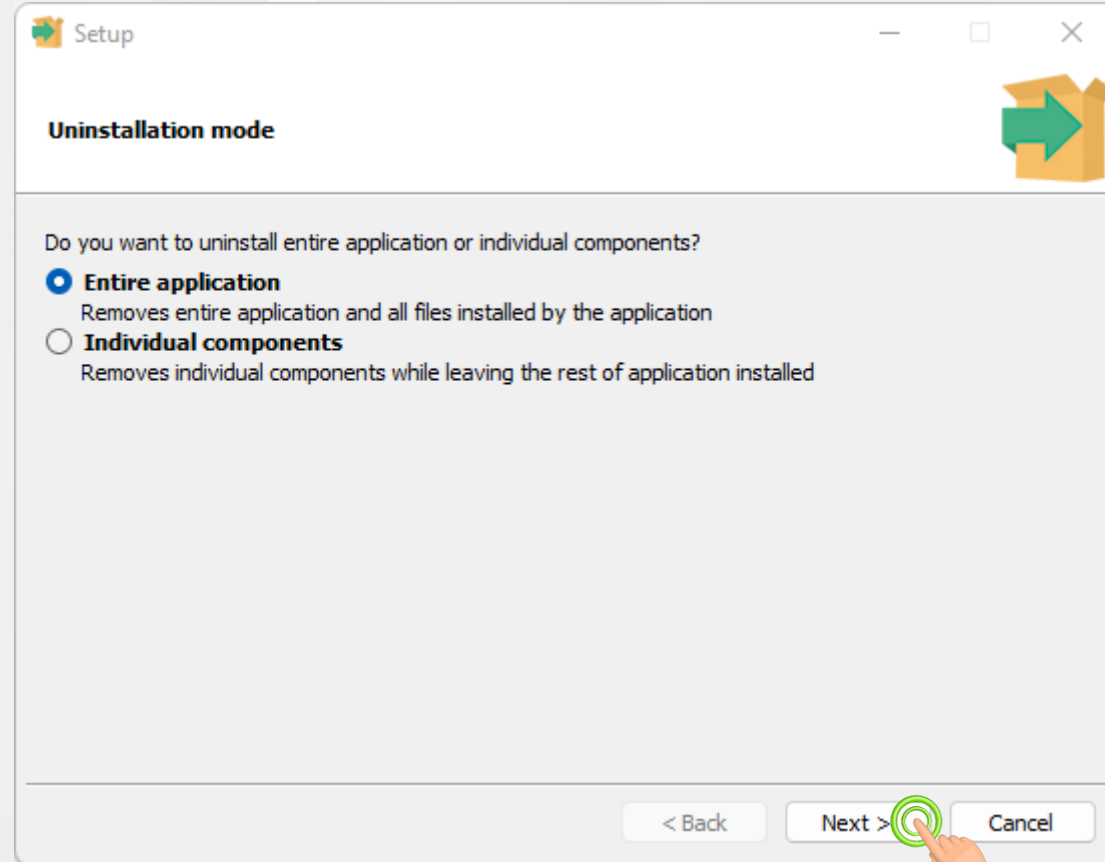 Setup
Uninstallation mode
Do you want to uninstall entire application or individual components?
Entire application
Removes entire application and all files installed by the application
Individual components
Removes individual components while leaving the rest of application installed
< Back Next > Cancel